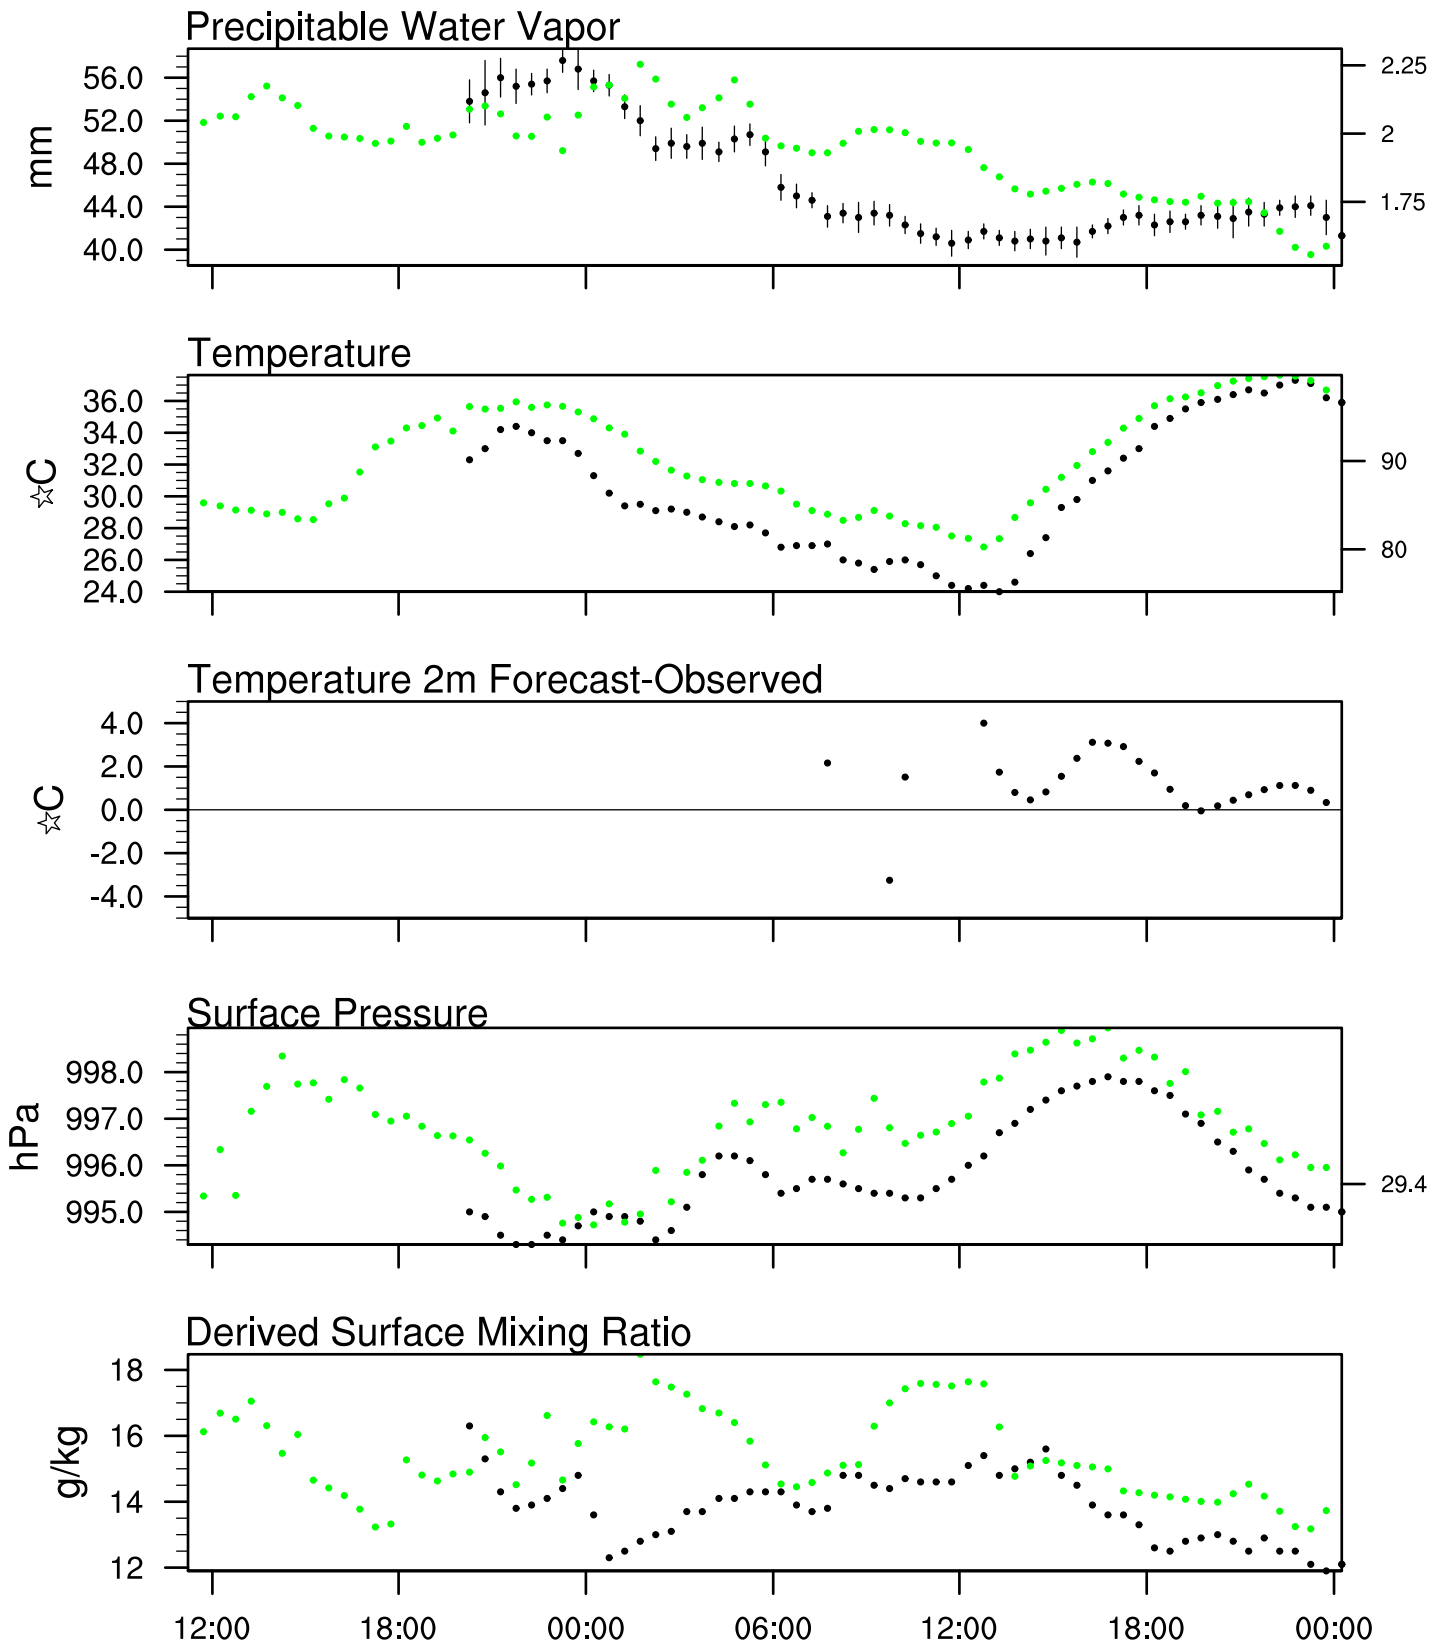 Precipitable Water Vapor
56.0
52.0
48.0
44.0
40.0
mm
2.25
2
1.75
Temperature
36.0
34.0
32.0
30.0
28.0
26.0
24.0
☆C
90
80
Temperature 2m Forecast-Observed
4.0
2.0
0.0
-2.0
-4.0
☆C
Surface Pressure
998.0
997.0
996.0
995.0
hPa
29.4
Derived Surface Mixing Ratio
18
16
14
12
g/kg
12:00 18:00 00:00 06:00 12:00 18:00 00:00